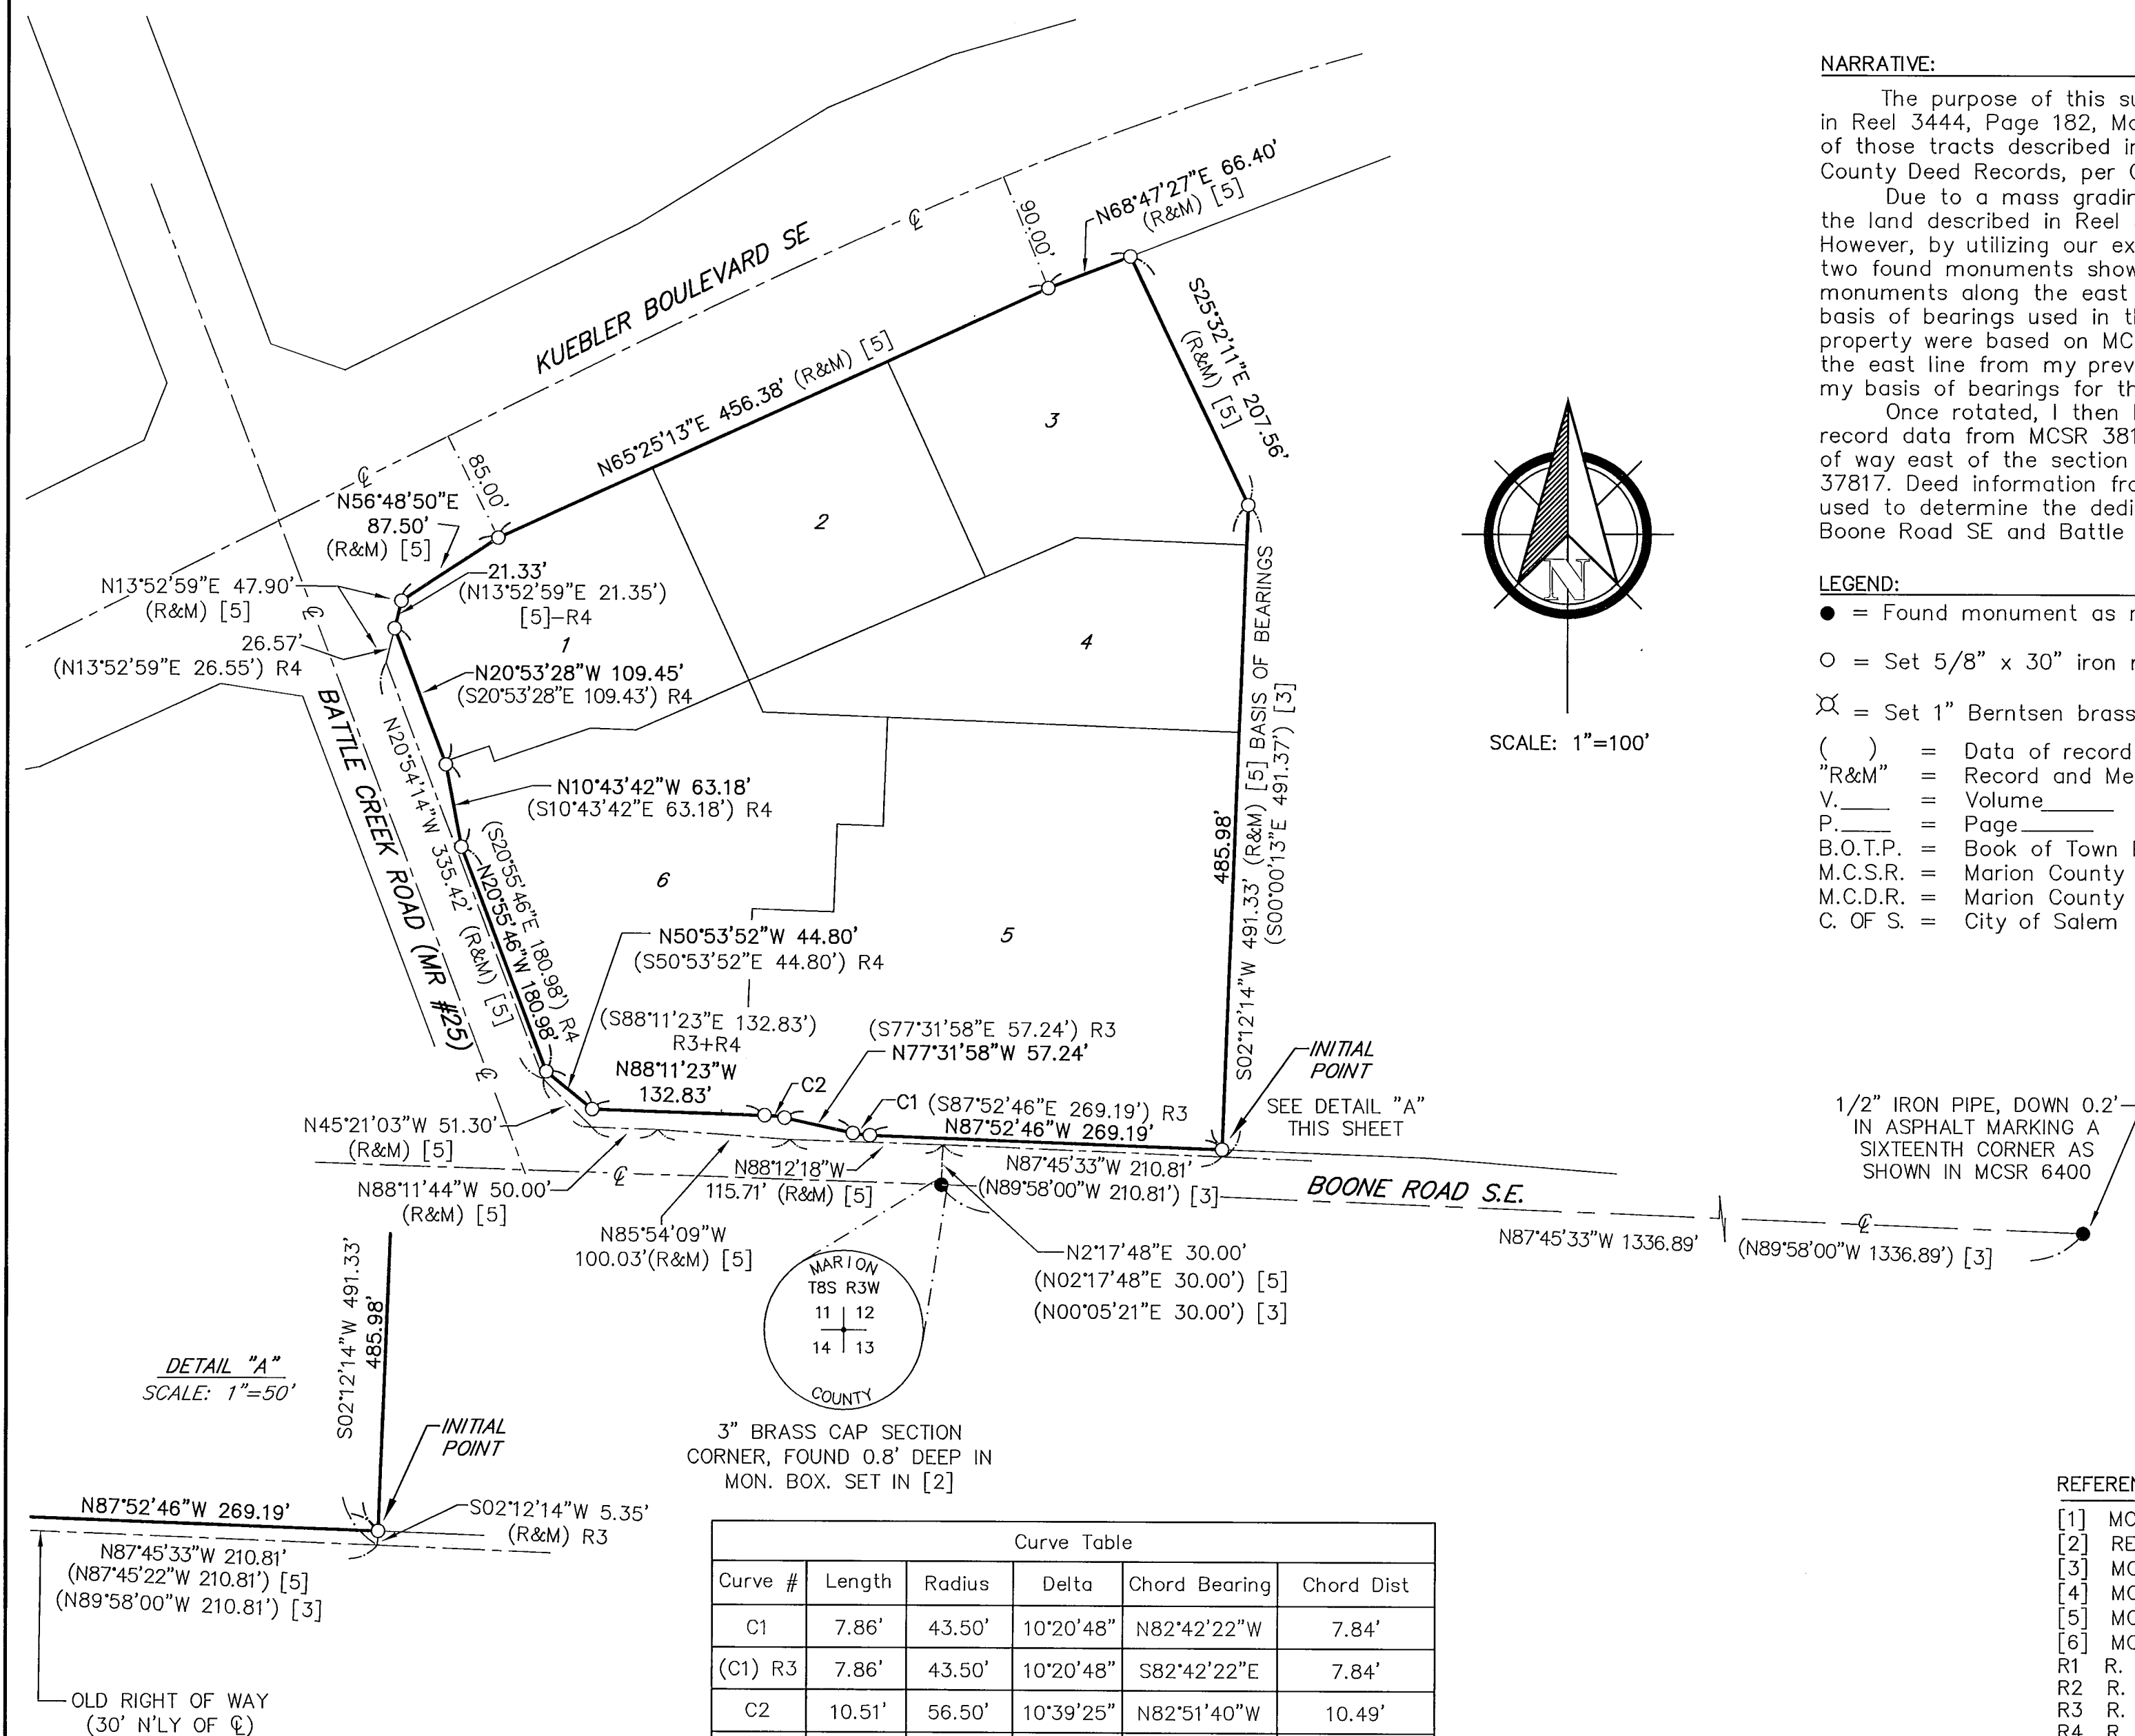 KUEBLER BOULEVARD SE
℄
90.00'
N68°47'27"E 66.40'
(R&M) [5]
S25°32'11"E 207.56'
(R&M) [5]
N65°25'13"E 456.38' (R&M) [5]
85.00'
℄
N56°48'50"E
87.50'
(R&M) [5]
N13°52'59"E 47.90'
(R&M) [5]
21.33'
(N13°52'59"E 21.35')
[5]-R4
26.57'
(N13°52'59"E 26.55') R4
℄
1
2
3
4
5
6
N20°53'28"W 109.45'
(S20°53'28"E 109.43') R4
N10°43'42"W 63.18'
(S10°43'42"E 63.18') R4
BATTLE CREEK ROAD (MR #25)
℄
N20°54'14"W 335.42' (R&M) [5]
N20°55'46"W 180.98'
(S20°55'46"E 180.98') R4
N50°53'52"W 44.80'
(S50°53'52"E 44.80') R4
(S88°11'23"E 132.83')
R3+R4
N88°11'23"W
132.83'
C2
(S77°31'58"E 57.24') R3
N77°31'58"W 57.24'
C1 (S87°52'46"E 269.19') R3
N87°52'46"W 269.19'
485.98'
S02°12'14"W 491.33' (R&M) [5] BASIS OF BEARINGS
(S00°00'13"E 491.37') [3]
INITIAL
POINT
SEE DETAIL "A"
THIS SHEET
N45°21'03"W 51.30'
(R&M) [5]
N88°11'44"W 50.00'
(R&M) [5]
℄
N85°54'09"W
100.03'(R&M) [5]
N88°12'18"W
115.71' (R&M) [5]
N87°45'33"W 210.81'
(N89°58'00"W 210.81') [3]
BOONE ROAD S.E.
N2°17'48"E 30.00'
(N02°17'48"E 30.00') [5]
(N00°05'21"E 30.00') [3]
N87°45'33"W 1336.89'
℄
(N89°58'00"W 1336.89') [3]
1/2" IRON PIPE, DOWN 0.2'
IN ASPHALT MARKING A
SIXTEENTH CORNER AS
SHOWN IN MCSR 6400
MARION
T8S R3W
11 12
14 13
COUNTY
3" BRASS CAP SECTION
CORNER, FOUND 0.8' DEEP IN
MON. BOX. SET IN [2]
N
SCALE: 1"=100'
DETAIL "A"
SCALE: 1"=50'
S02°12'14"W 491.33'
485.98'
INITIAL
POINT
N87°52'46"W 269.19'
S02°12'14"W 5.35'
(R&M) R3
N87°45'33"W 210.81'
(N87°45'22"W 210.81') [5]
(N89°58'00"W 210.81') [3]
OLD RIGHT OF WAY
(30' N'LY OF ℄)
Curve Table
Curve # Length Radius Delta Chord Bearing Chord Dist
C1 7.86' 43.50' 10°20'48" N82°42'22"W 7.84'
(C1) R3 7.86' 43.50' 10°20'48" S82°42'22"E 7.84'
C2 10.51' 56.50' 10°39'25" N82°51'40"W 10.49'
NARRATIVE:
The purpose of this su
in Reel 3444, Page 182, Ma
of those tracts described in
County Deed Records, per
Due to a mass gradin
the land described in Reel
However, by utilizing our ex
two found monuments show
monuments along the east
basis of bearings used in th
property were based on MC
the east line from my prev
my basis of bearings for th
Once rotated, I then
record data from MCSR 381
of way east of the section
37817. Deed information fro
used to determine the dedi
Boone Road SE and Battle
LEGEND:
● = Found monument as
○ = Set 5/8" x 30" iron
= Set 1" Berntsen brass
( ) = Data of record
"R&M" = Record and Me
V.____ = Volume______
P.____ = Page______
B.O.T.P. = Book of Town
M.C.S.R. = Marion County
M.C.D.R. = Marion County
C. OF S. = City of Salem
REFEREN
[1] MC
[2] RE
[3] MC
[4] MC
[5] MC
[6] MC
R1 R.
R2 R.
R3 R.
R4 R